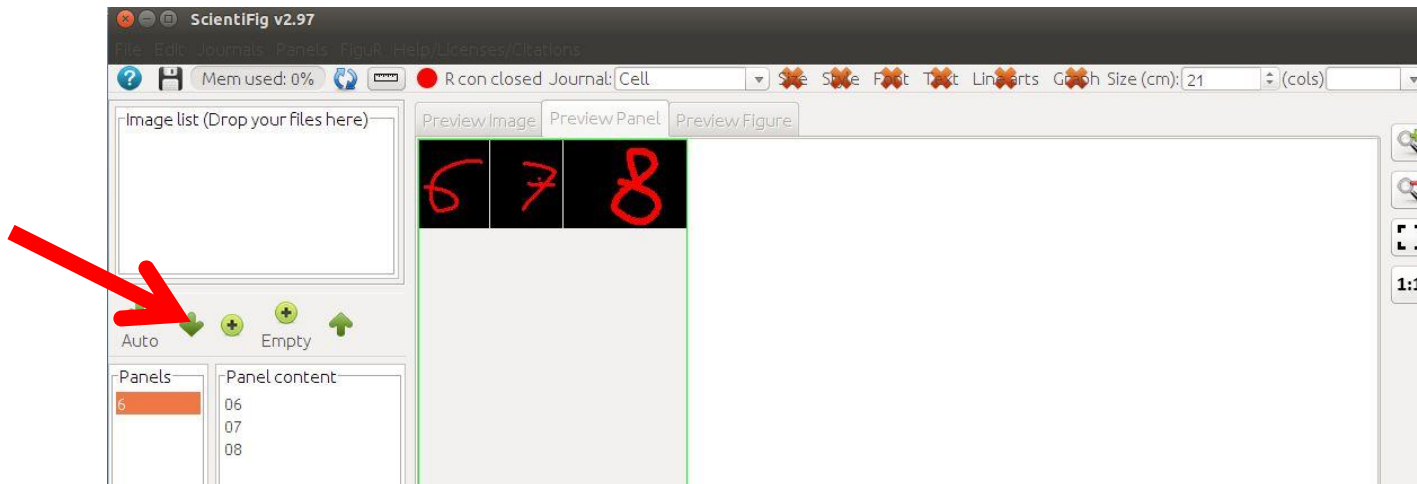 ScientiFig v2.97
File Edit Journals Panels FiguR Help/Licenses/Citations
Mem used: 0% R con closed Journal: Cell Size Style Font Text Line arts Graph Size (cm): 21 (cols)
Image list (Drop your files here)
Preview Image Preview Panel Preview Figure
6 7 8
1:1
Auto Empty
Panels Panel content
6 06
07
08